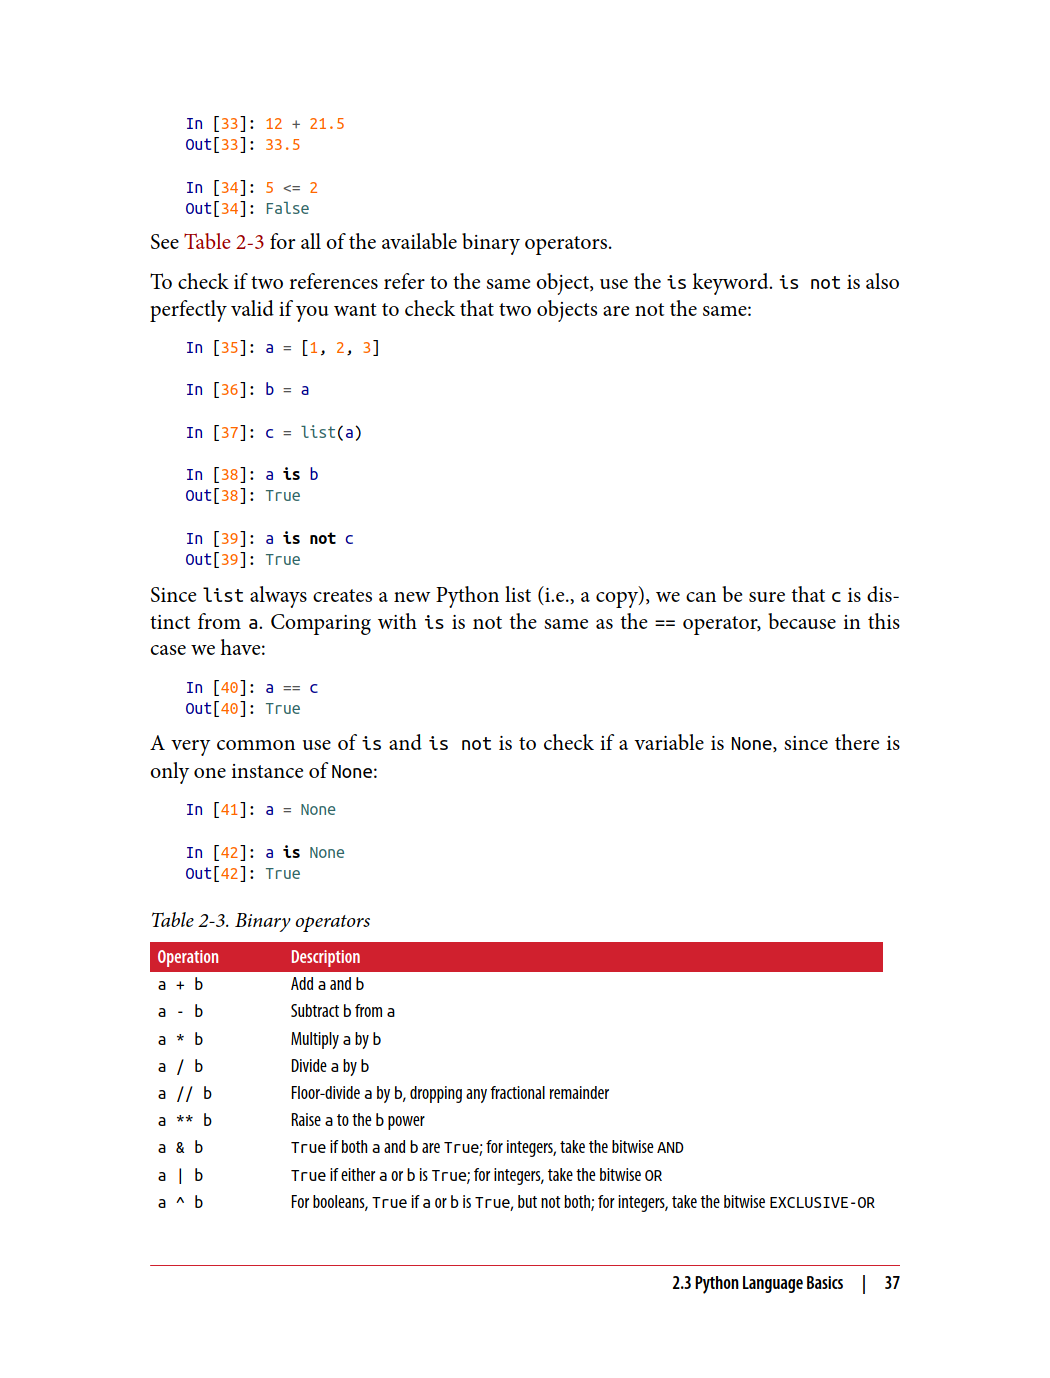 In [33]: 12 + 21.5
Out[33]: 33.5
In [34]: 5 <= 2
Out[34]: False
See Table 2-3 for all of the available binary operators.
To check if two references refer to the same object, use the is keyword. is not is also
perfectly valid if you want to check that two objects are not the same:
In [35]: a = [1, 2, 3]
In [36]: b = a
In [37]: c = list(a)
In [38]: a is b
Out[38]: True
In [39]: a is not c
Out[39]: True
Since list always creates a new Python list (i.e., a copy), we can be sure that c is dis-
tinct from a. Comparing with is is not the same as the == operator, because in this
case we have:
In [40]: a == c
Out[40]: True
A very common use of is and is not is to check if a variable is None, since there is
only one instance of None:
In [41]: a = None
In [42]: a is None
Out[42]: True
Table 2-3. Binary operators
Operation Description
a + b Add a and b
a - b Subtract b from a
a * b Multiply a by b
a / b Divide a by b
a // b Floor-divide a by b, dropping any fractional remainder
a ** b Raise a to the b power
a & b True if both a and b are True; for integers, take the bitwise AND
a | b True if either a or b is True; for integers, take the bitwise OR
a ^ b For booleans, True if a or b is True, but not both; for integers, take the bitwise EXCLUSIVE-OR
2.3 Python Language Basics | 37